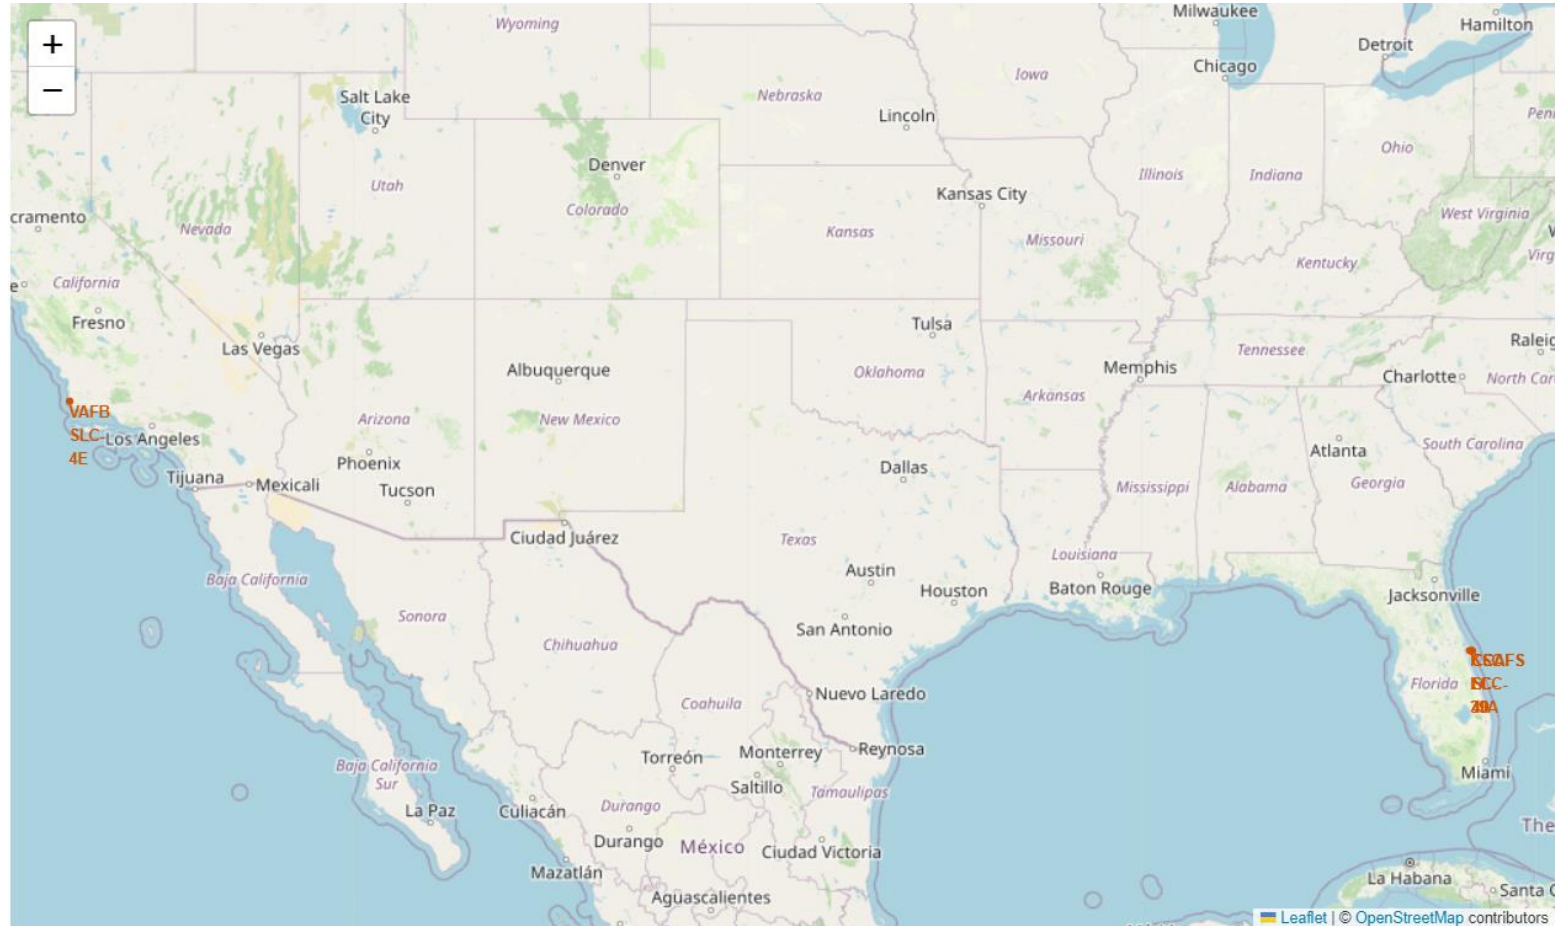 +
−
Wyoming
Milwaukee
Hamilton
Detroit
Chicago
Iowa
Nebraska
Salt Lake
City
Lincoln
Denver
Ohio
Illinois
Indiana
Utah
Kansas City
Colorado
cramento
Nevada
Kansas
Missouri
West Virginia
Kentucky
California
Fresno
Las Vegas
Tulsa
Tennessee
Albuquerque
Oklahoma
Memphis
Charlotte
Arkansas
VAFB
SLC-
4E
Los Angeles
Arizona
New Mexico
Atlanta
South Carolina
Phoenix
Dallas
Tijuana
Mexicali
Tucson
Mississippi
Alabama
Georgia
Ciudad Juárez
Texas
Louisiana
Baja California
Austin
Houston
Baton Rouge
Jacksonville
Sonora
San Antonio
Chihuahua
Florida
Coahuila
Nuevo Laredo
Reynosa
Torreón
Monterrey
Baja California
Sur
Saltillo
Tamaulipas
Miami
La Paz
Culiacán
Durango
Durango
México
Ciudad Victoria
The
Mazatlán
La Habana
Aguascalientes
Leaflet | © OpenStreetMap contributors